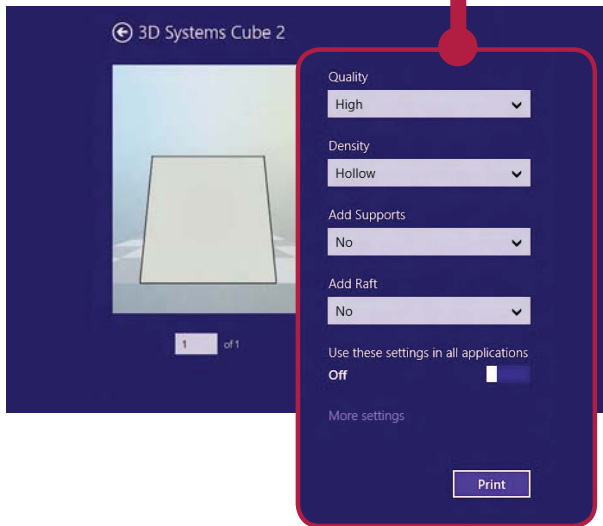 3D Systems Cube 2
1 of 1
Quality
High
Density
Hollow
Add Supports
No
Add Raft
No
Use these settings in all applications
Off
More settings
Print